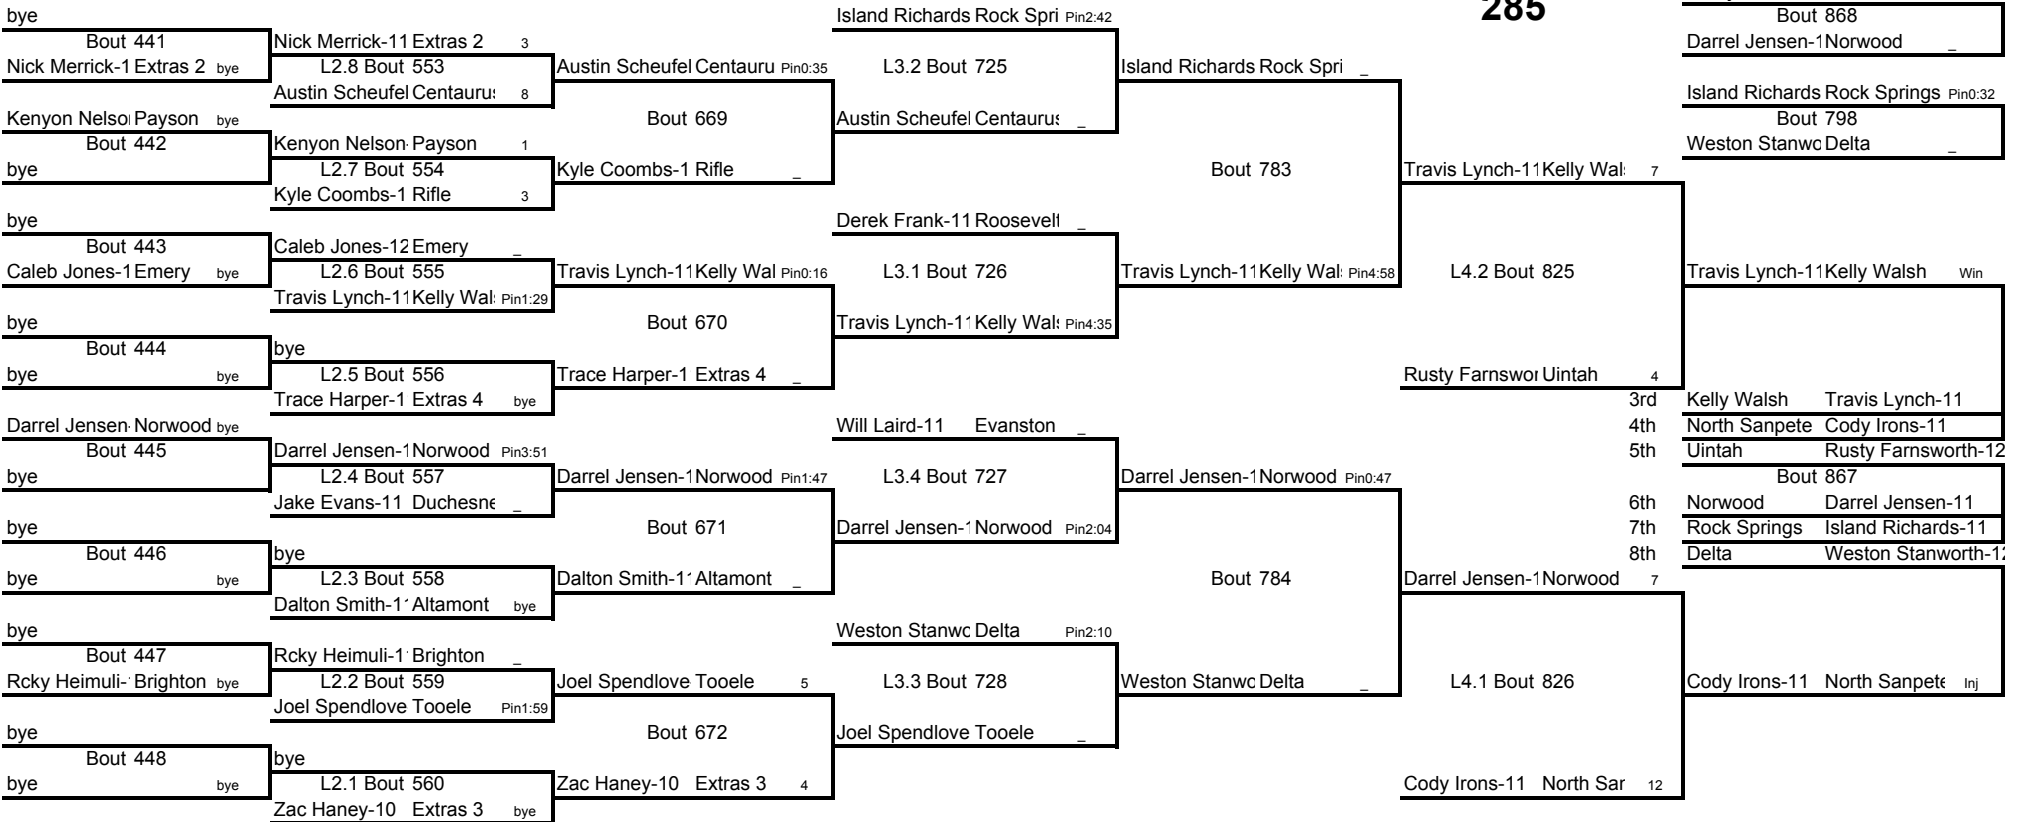 285
bye
Bout 441
Nick Merrick-1 Extras 2 bye
Kenyon Nelso Payson bye
Bout 442
bye
bye
Bout 443
Caleb Jones-1 Emery bye
bye
Bout 444
bye bye
Darrel Jensen- Norwood bye
Bout 445
bye
bye
Bout 446
bye bye
bye
Bout 447
Rcky Heimuli- Brighton bye
bye
Bout 448
bye bye
Nick Merrick-11 Extras 2 3
L2.8 Bout 553
Austin Scheufel Centaurus 8
Kenyon Nelson- Payson 1
L2.7 Bout 554
Kyle Coombs-1 Rifle 3
Caleb Jones-12 Emery _
L2.6 Bout 555
Travis Lynch-11 Kelly Wals Pin1:29
bye
L2.5 Bout 556
Trace Harper-1 Extras 4 bye
Darrel Jensen-1 Norwood Pin3:51
L2.4 Bout 557
Jake Evans-11 Duchesne _
bye
L2.3 Bout 558
Dalton Smith-1 Altamont bye
Rcky Heimuli-1 Brighton _
L2.2 Bout 559
Joel Spendlove Tooele Pin1:59
bye
L2.1 Bout 560
Zac Haney-10 Extras 3 bye
Austin Scheufel Centauru Pin0:35
Bout 669
Kyle Coombs-1 Rifle _
Travis Lynch-11 Kelly Wal Pin0:16
Bout 670
Trace Harper-1 Extras 4 _
Darrel Jensen-1 Norwood Pin1:47
Bout 671
Dalton Smith-1 Altamont _
Joel Spendlove Tooele 5
Bout 672
Zac Haney-10 Extras 3 4
Island Richards Rock Spri Pin2:42
L3.2 Bout 725
Austin Scheufel Centaurus _
Derek Frank-11 Roosevelt _
L3.1 Bout 726
Travis Lynch-11 Kelly Wals Pin4:35
Will Laird-11 Evanston _
L3.4 Bout 727
Darrel Jensen-1 Norwood Pin2:04
Weston Stanwo Delta Pin2:10
L3.3 Bout 728
Joel Spendlove Tooele _
Island Richards Rock Spri _
Bout 783
Travis Lynch-11 Kelly Wals Pin4:58
Darrel Jensen-1 Norwood Pin0:47
Bout 784
Weston Stanwo Delta _
Travis Lynch-11 Kelly Wals 7
L4.2 Bout 825
Rusty Farnswor Uintah 4
Darrel Jensen-1 Norwood 7
L4.1 Bout 826
Cody Irons-11 North San 12
Bout 868
Darrel Jensen-1 Norwood _
Island Richards Rock Springs Pin0:32
Bout 798
Weston Stanwo Delta _
Travis Lynch-11 Kelly Walsh Win
3rd Kelly Walsh Travis Lynch-11
4th North Sanpete Cody Irons-11
5th Uintah Rusty Farnsworth-12
Bout 867
6th Norwood Darrel Jensen-11
7th Rock Springs Island Richards-11
8th Delta Weston Stanworth-12
Cody Irons-11 North Sanpete Inj